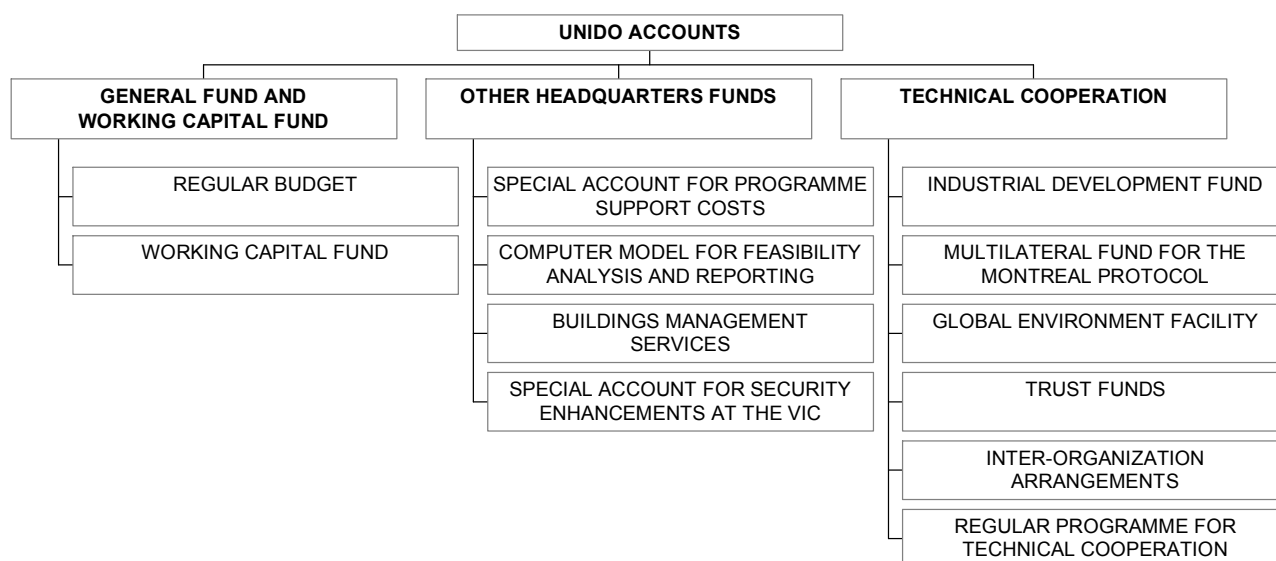 UNIDO ACCOUNTS
GENERAL FUND AND
WORKING CAPITAL FUND
REGULAR BUDGET
WORKING CAPITAL FUND
OTHER HEADQUARTERS FUNDS
SPECIAL ACCOUNT FOR PROGRAMME
SUPPORT COSTS
COMPUTER MODEL FOR FEASIBILITY
ANALYSIS AND REPORTING
BUILDINGS MANAGEMENT
SERVICES
SPECIAL ACCOUNT FOR SECURITY
ENHANCEMENTS AT THE VIC
TECHNICAL COOPERATION
INDUSTRIAL DEVELOPMENT FUND
MULTILATERAL FUND FOR THE
MONTREAL PROTOCOL
GLOBAL ENVIRONMENT FACILITY
TRUST FUNDS
INTER-ORGANIZATION
ARRANGEMENTS
REGULAR PROGRAMME FOR
TECHNICAL COOPERATION